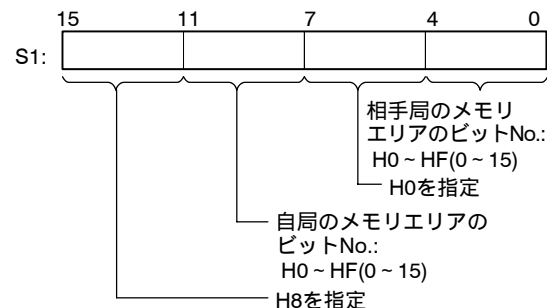 15 11 7 4 0
S1:
相手局のメモリ
エリアのビットNo.:
H0~HF(0~15)
H0を指定
自局のメモリエリアの
ビットNo.:
H0~HF(0~15)
H8を指定